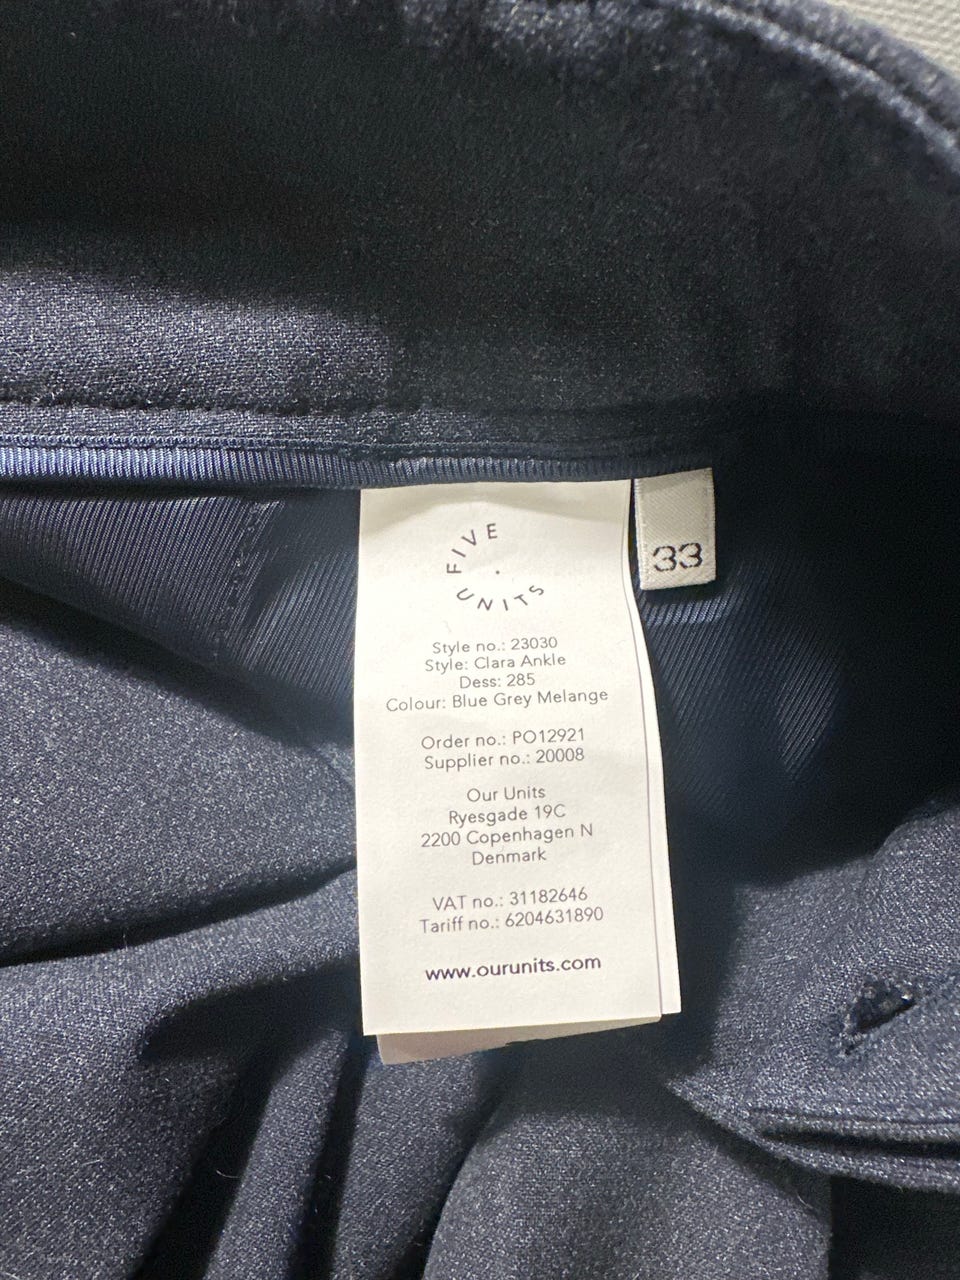 FIVE
UNITS
33
Style no.: 23030
Style: Clara Ankle
Dess: 285
Colour: Blue Grey Melange
Order no.: PO12921
Supplier no.: 20008
Our Units
Ryesgade 19C
2200 Copenhagen N
Denmark
VAT no.: 31182646
Tariff no.: 6204631890
www.ourunits.com